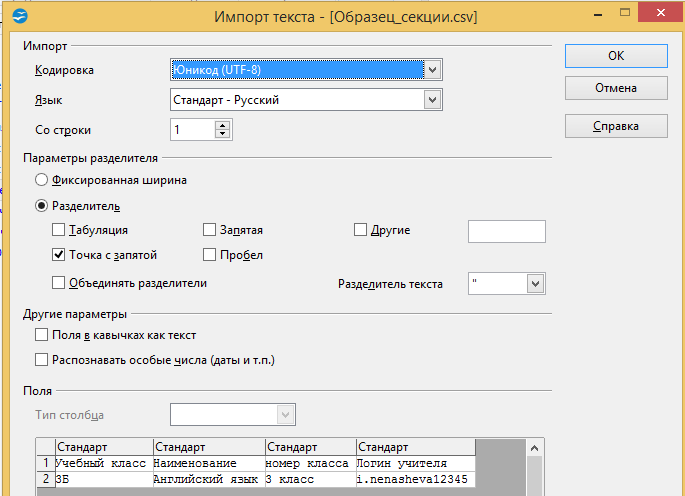 Импорт текста - [Образец_секции.csv]
Импорт
OK
Кодировка
Юникод (UTF-8)
Отмена
Язык
Стандарт - Русский
Справка
Со строки
1
Параметры разделителя
Фиксированная ширина
Разделитель
Табуляция
Запятая
Другие
Точка с запятой
Пробел
Объединять разделители
Разделитель текста
"
Другие параметры
Поля в кавычках как текст
Распознавать особые числа (даты и т.п.)
Поля
Тип столбца
Стандарт Стандарт Стандарт Стандарт
1 Учебный класс Наименование номер класса Логин учителя
2 3Б Английский язык 3 класс i.nenasheva12345